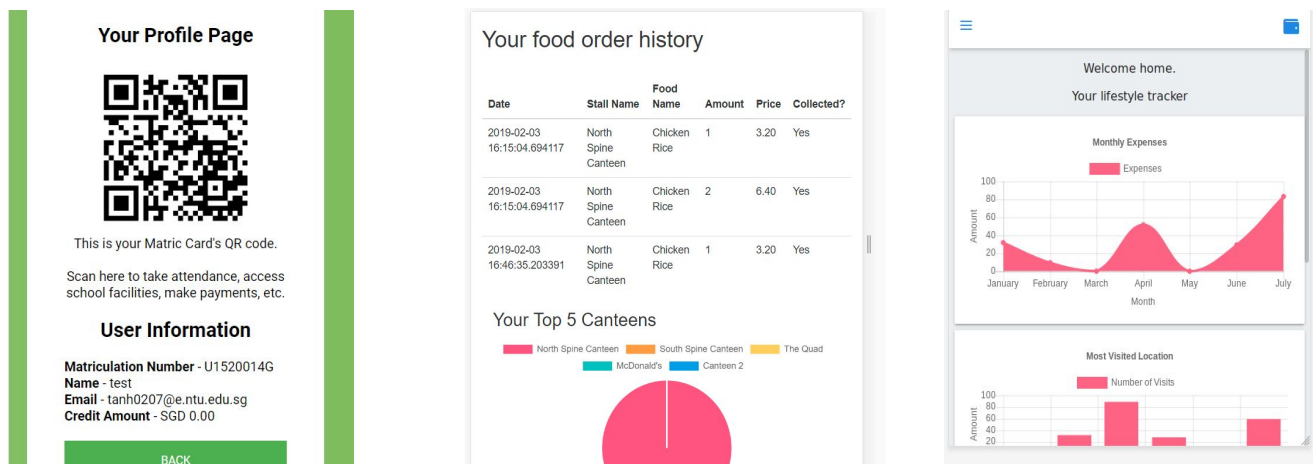 Your Profile Page
This is your Matric Card's QR code.
Scan here to take attendance, access
school facilities, make payments, etc.
User Information
Matriculation Number - U1520014G
Name - test
Email - tanh0207@e.ntu.edu.sg
Credit Amount - SGD 0.00
BACK
Your food order history
Date Stall Name Food Name Amount Price Collected?
2019-02-03 North Chicken 1 3.20 Yes
16:15:04.694117 Spine Rice
Canteen
2019-02-03 North Chicken 2 6.40 Yes
16:15:04.694117 Spine Rice
Canteen
2019-02-03 North Chicken 1 3.20 Yes
16:46:35.203391 Spine Rice
Canteen
Your Top 5 Canteens
North Spine Canteen South Spine Canteen The Quad
McDonald's Canteen 2
Welcome home.
Your lifestyle tracker
Monthly Expenses
Expenses
100
80
60
40
20
0
Amount
January February March April May June July
Month
Most Visited Location
Number of Visits
100
80
60
40
20
Amount